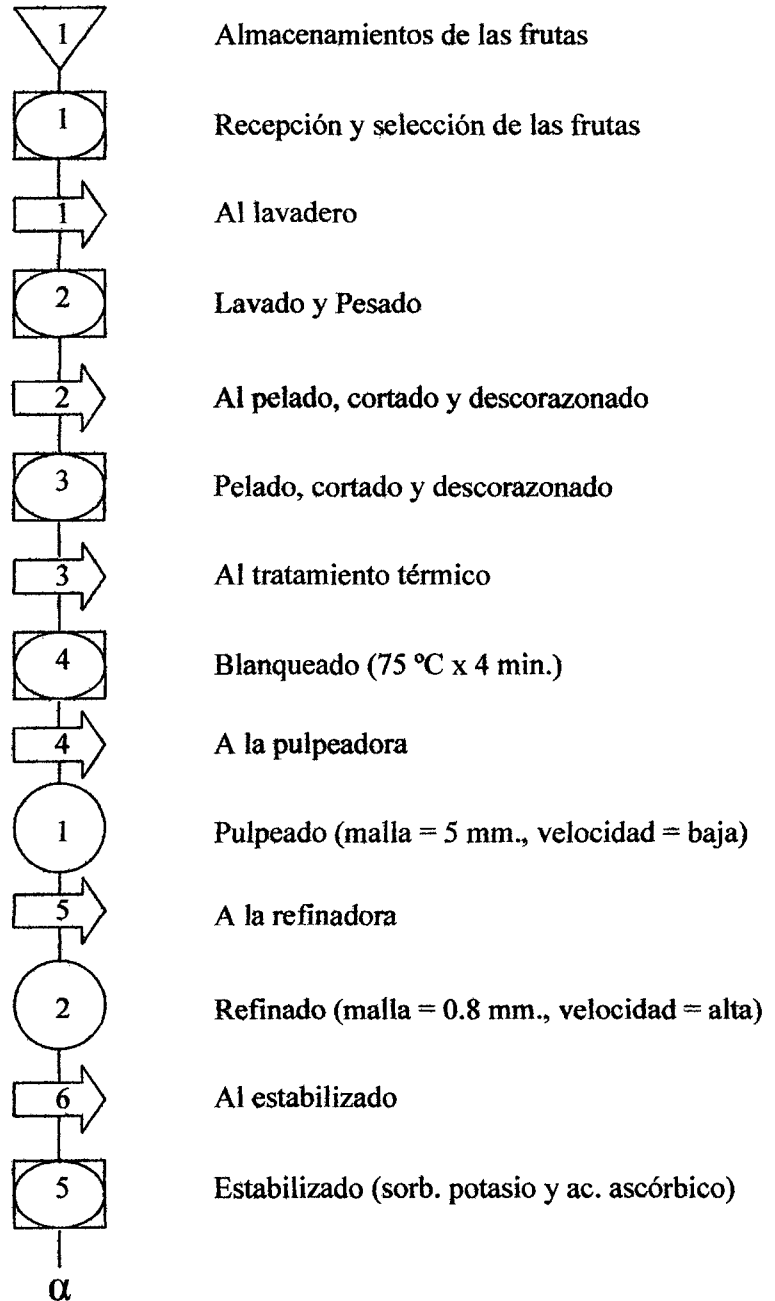 1 Almacenamientos de las frutas
1 Recepción y selección de las frutas
1 Al lavadero
2 Lavado y Pesado
2 Al pelado, cortado y descorazonado
3 Pelado, cortado y descorazonado
3 Al tratamiento térmico
4 Blanqueado (75 ºC x 4 min.)
4 A la pulpeadora
1 Pulpeado (malla = 5 mm., velocidad = baja)
5 A la refinadora
2 Refinado (malla = 0.8 mm., velocidad = alta)
6 Al estabilizado
5 Estabilizado (sorb. potasio y ac. ascórbico)
α